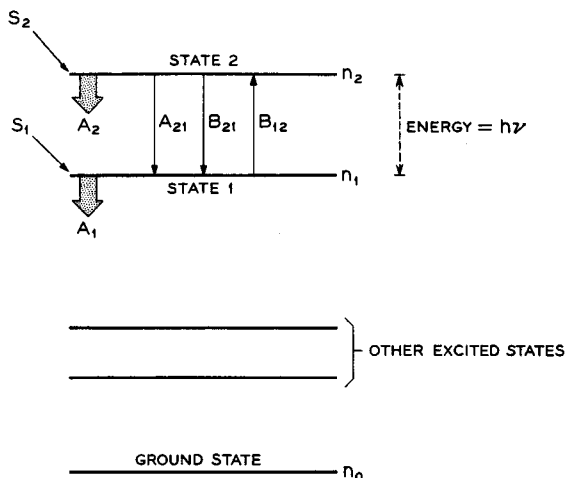 S₂
STATE 2
n₂
A₂
A₂₁
B₂₁
B₁₂
ENERGY = hν
S₁
STATE 1
n₁
A₁
OTHER EXCITED STATES
GROUND STATE
n₀